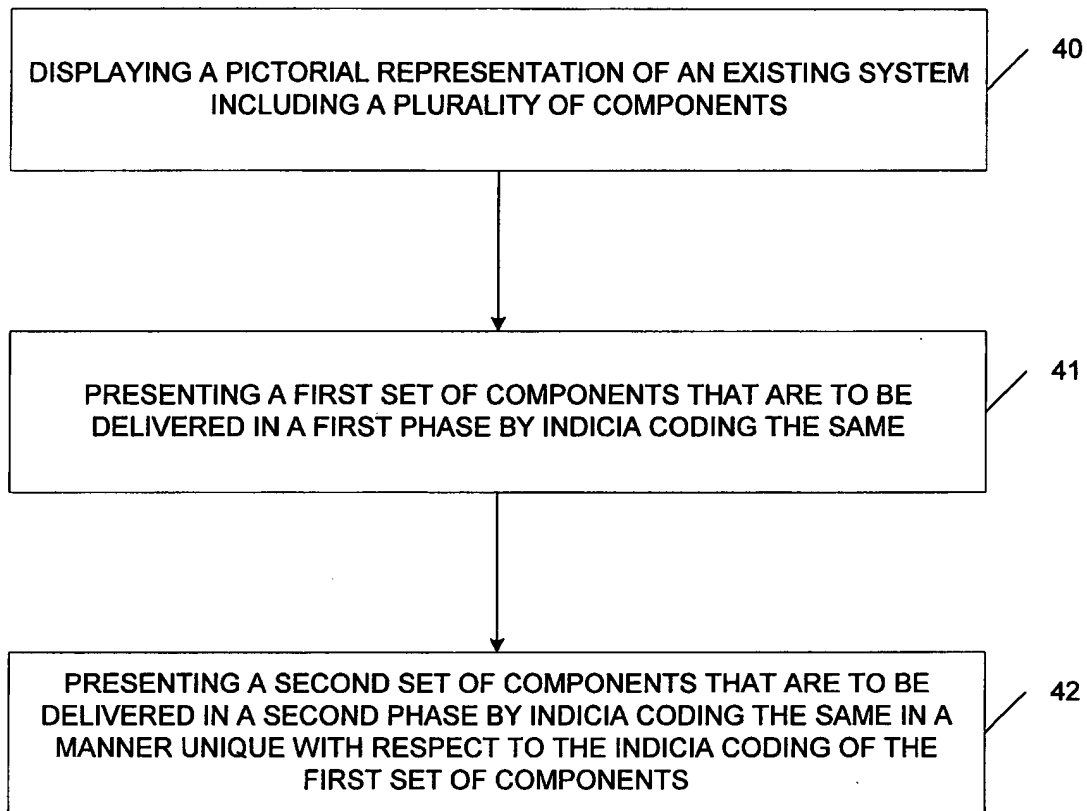 DISPLAYING A PICTORIAL REPRESENTATION OF AN EXISTING SYSTEM
INCLUDING A PLURALITY OF COMPONENTS
40
PRESENTING A FIRST SET OF COMPONENTS THAT ARE TO BE
DELIVERED IN A FIRST PHASE BY INDICIA CODING THE SAME
41
PRESENTING A SECOND SET OF COMPONENTS THAT ARE TO BE
DELIVERED IN A SECOND PHASE BY INDICIA CODING THE SAME IN A
MANNER UNIQUE WITH RESPECT TO THE INDICIA CODING OF THE
FIRST SET OF COMPONENTS
42